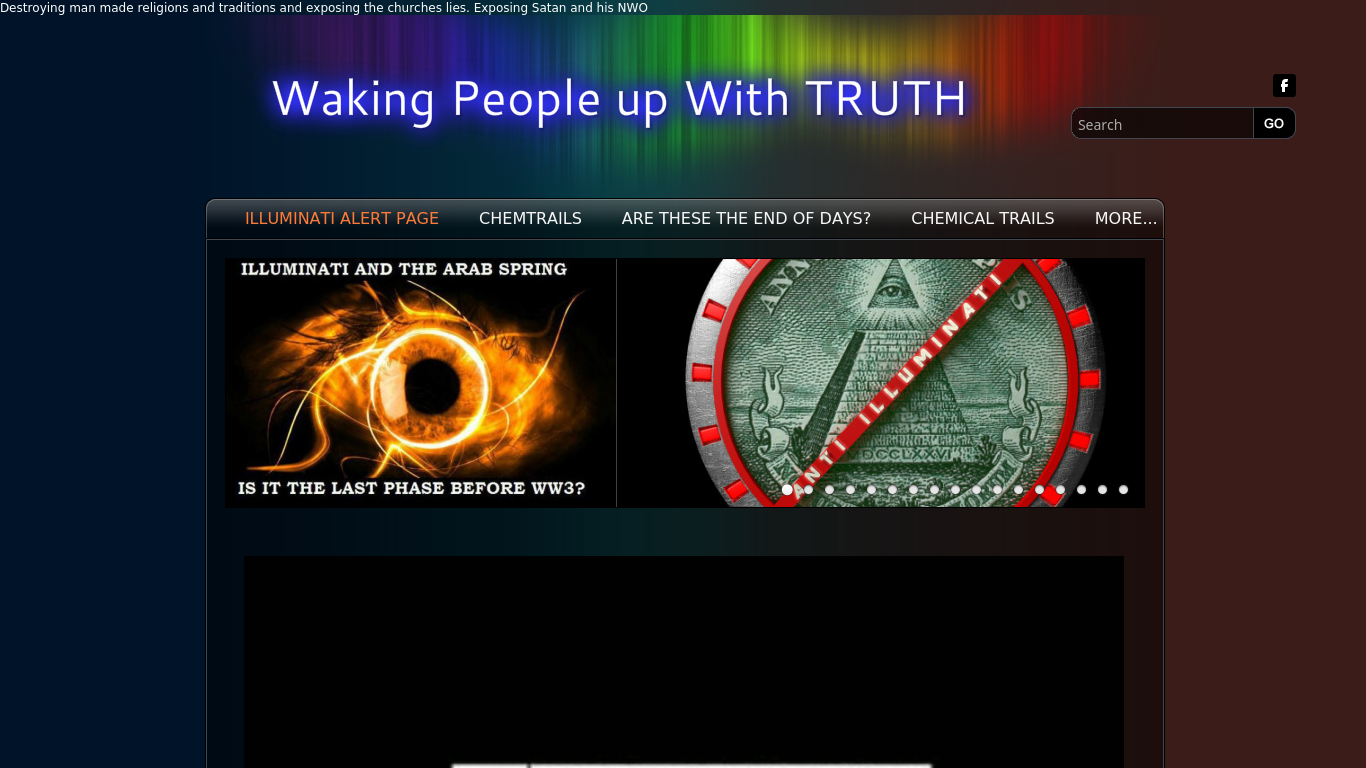 Destroying man made religions and traditions and exposing the churches lies. Exposing Satan and his NWO
Waking People up With TRUTH
Search
GO
ILLUMINATI ALERT PAGE
CHEMTRAILS
ARE THESE THE END OF DAYS?
CHEMICAL TRAILS
MORE...
ILLUMINATI AND THE ARAB SPRING
IS IT THE LAST PHASE BEFORE WW3?
ANN
ANTI ILLUMINATI
DCCLXXVI